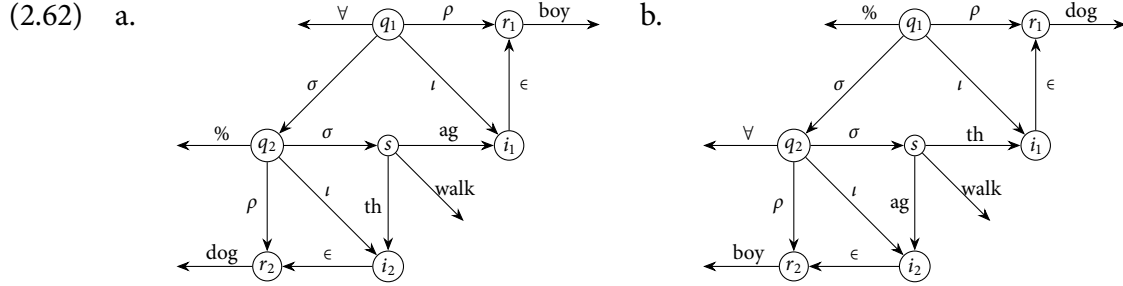 (2.62) a. ∀ q₁ ρ r₁ boy b. % q₁ ρ r₁ dog
σ ι ϵ σ ι ϵ
% q₂ σ s ag i₁ ∀ q₂ σ s th i₁
ρ ι th walk ρ ι ag walk
dog r₂ ϵ i₂ boy r₂ ϵ i₂